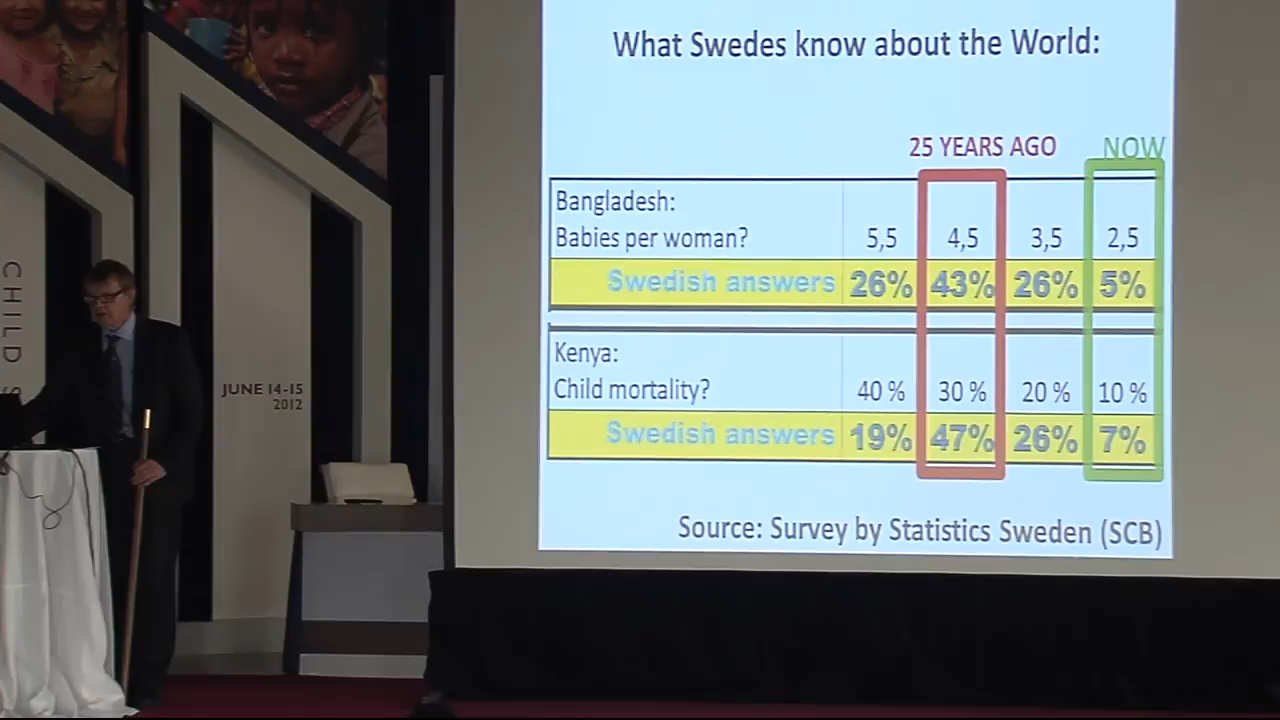 What Swedes know about the World:
25 YEARS AGO NOW
Bangladesh:
Babies per woman? 5,5 4,5 3,5 2,5
Swedish answers 26% 43% 26% 5%
Kenya:
Child mortality? 40 % 30 % 20 % 10 %
Swedish answers 19% 47% 26% 7%
Source: Survey by Statistics Sweden (SCB)
CHILD
JUNE 14-15
2012